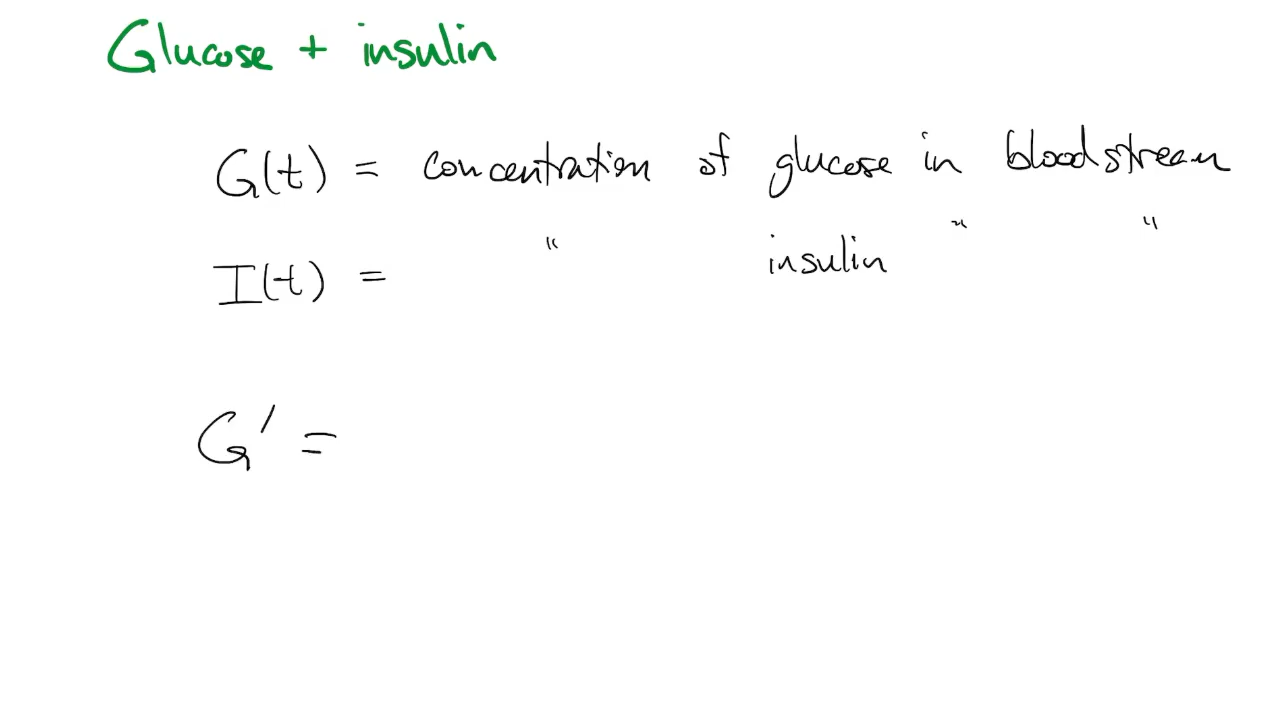 Glucose + insulin
G(t) = concentration of glucose in bloodstream
I(t) = " insulin " "
G' =